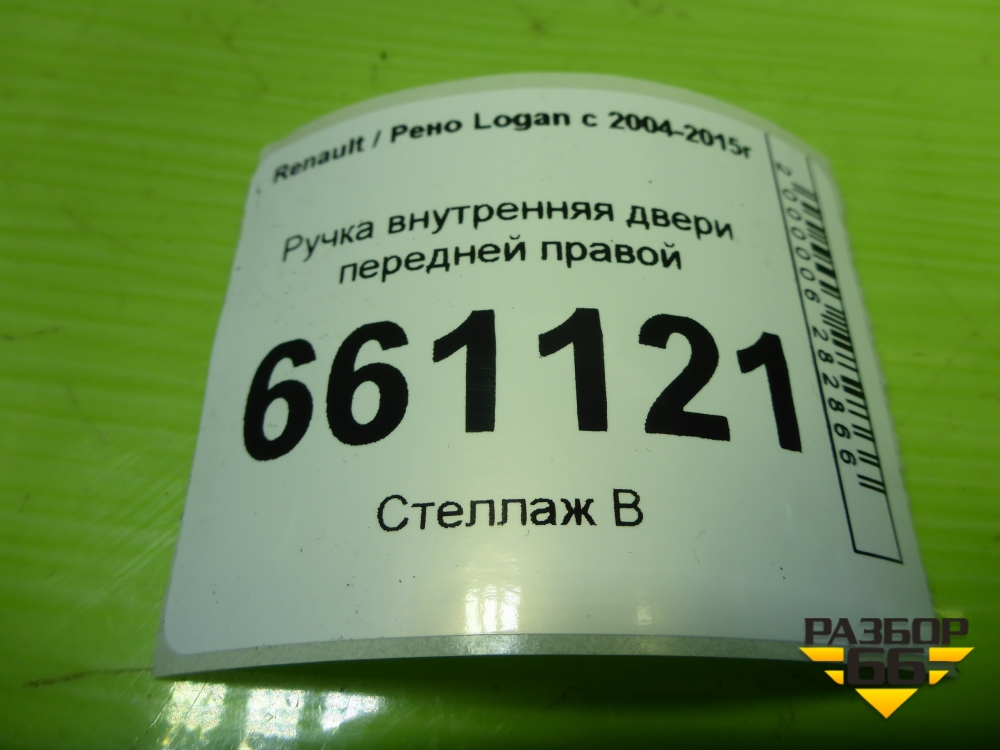 Renault / Рено Logan с 2004-2015г
Ручка внутренняя двери
передней правой
661121
Стеллаж В
2000006282866
РАЗБОР
66